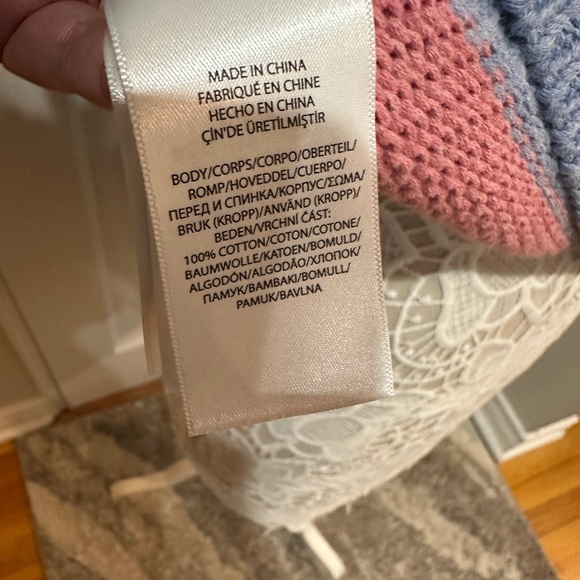 MADE IN CHINA
FABRIQUÉ EN CHINE
HECHO EN CHINA
ÇİN'DE ÜRETİLMİŞTİR
BODY/CORPS/CORPO/OBERTEIL/
ROMP/HOVEDDEL/CUERPO/
ПЕРЕД И СПИНКА/КОРПУС/ΣΩΜΑ/
BRUK (KROPP)/ANVÄND (KROPP)/
BEDEN/VRCHNÍ ČÁST:
100% COTTON/COTON/COTONE/
BAUMWOLLE/KATOEN/BOMULD/
ALGODÓN/ALGODÃO/ХЛОПОК/
ПАМУК/ΒΑΜΒΑΚΙ/BOMULL/
PAMUK/BAVLNA